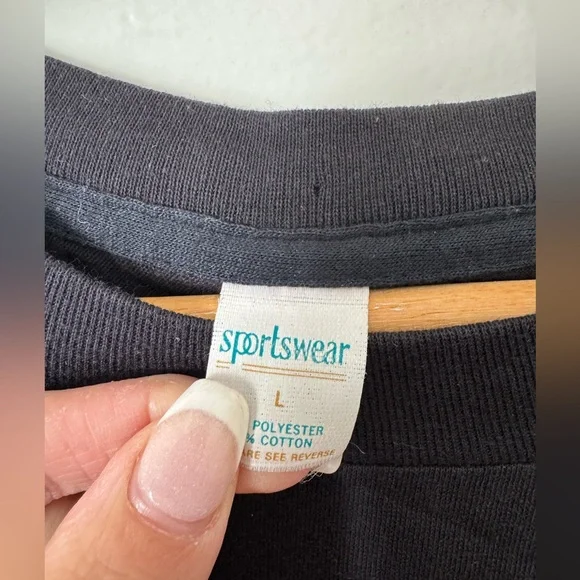 sportswear
L
POLYESTER
% COTTON
ARE SEE REVERSE